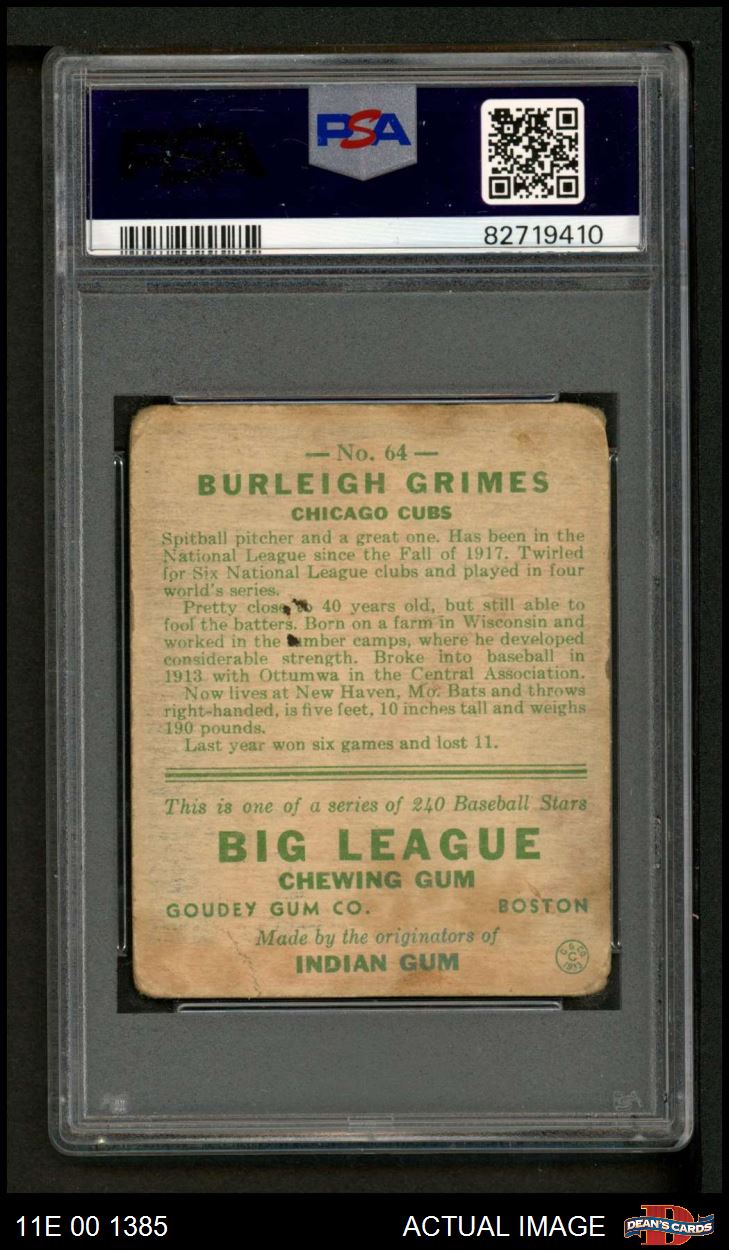 PSA
82719410
— No. 64 —
BURLEIGH GRIMES
CHICAGO CUBS
Spitball pitcher and a great one. Has been in the
National League since the Fall of 1917. Twirled
for Six National League clubs and played in four
world's series.
Pretty close to 40 years old, but still able to
fool the batters. Born on a farm in Wisconsin and
worked in the lumber camps, where he developed
considerable strength. Broke into baseball in
1913 with Ottumwa in the Central Association.
Now lives at New Haven, Mo. Bats and throws
right-handed, is five feet, 10 inches tall and weighs
190 pounds.
Last year won six games and lost 11.
This is one of a series of 240 Baseball Stars
BIG LEAGUE
CHEWING GUM
GOUDEY GUM CO. BOSTON
Made by the originators of
INDIAN GUM
G. G. CO.
C
1933
PSA
11E 00 1385 ACTUAL IMAGE DEAN'S CARDS